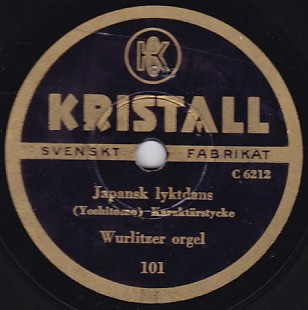 K
KRISTALL
SVENSKT FABRIKAT
C 6212
Japansk lyktdans
(Yoshitomo) Karaktärstycke
Wurlitzer orgel
101